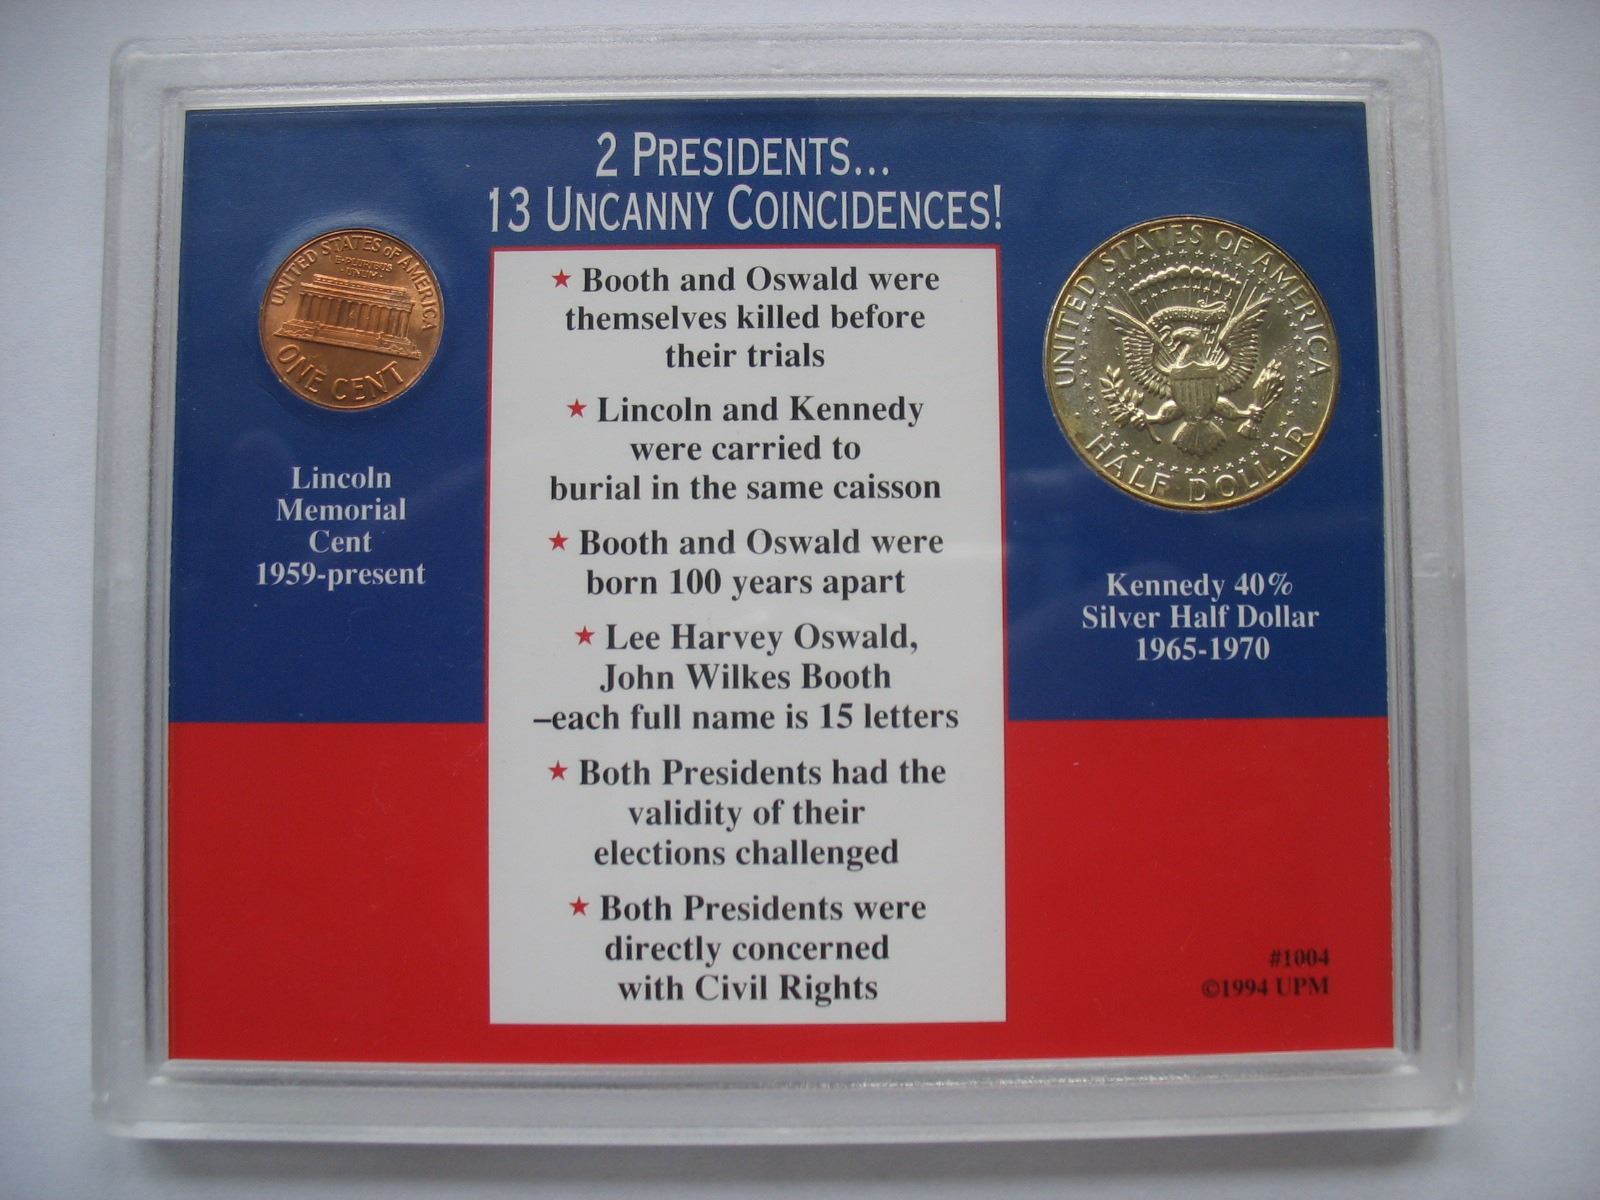 2 PRESIDENTS...
13 UNCANNY COINCIDENCES!
UNITED STATES OF AMERICA
E·PLURIBUS
·UNUM·
ONE CENT
Lincoln
Memorial
Cent
1959-present
★ Booth and Oswald were
themselves killed before
their trials
★ Lincoln and Kennedy
were carried to
burial in the same caisson
★ Booth and Oswald were
born 100 years apart
★ Lee Harvey Oswald,
John Wilkes Booth
–each full name is 15 letters
★ Both Presidents had the
validity of their
elections challenged
★ Both Presidents were
directly concerned
with Civil Rights
UNITED STATES OF AMERICA
PLURIBUS
HALF DOLLAR
Kennedy 40%
Silver Half Dollar
1965-1970
#1004
©1994 UPM